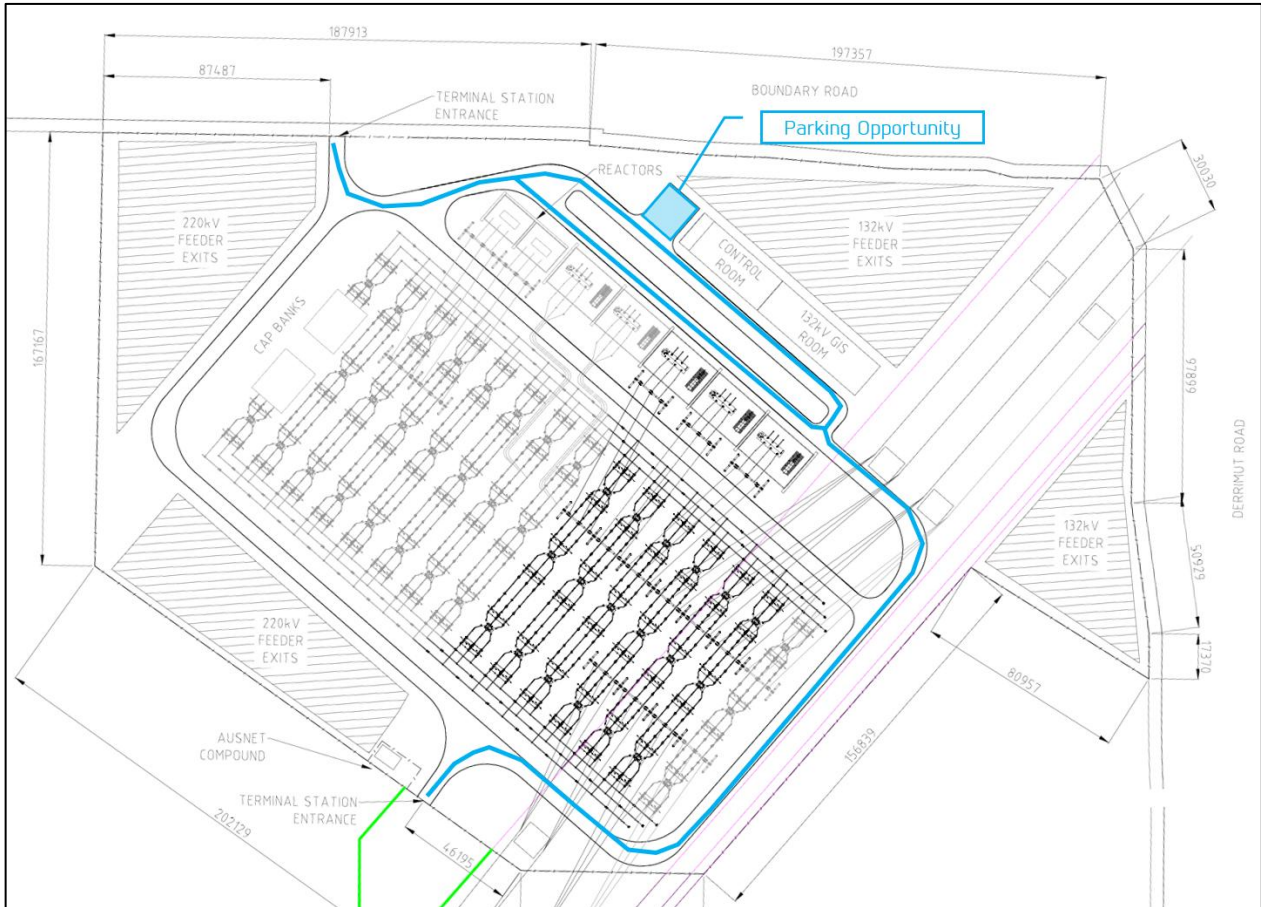 187913
197357
87487
BOUNDARY ROAD
TERMINAL STATION
ENTRANCE
Parking Opportunity
30030
REACTORS
220kV
FEEDER
EXITS
132kV
FEEDER
EXITS
CONTROL
ROOM
132kV GIS
ROOM
CAP BANKS
167167
97899
DERRIMUT ROAD
132kV
FEEDER
EXITS
50929
220kV
FEEDER
EXITS
17370
80957
156839
AUSNET
COMPOUND
TERMINAL STATION
ENTRANCE
202129
46195